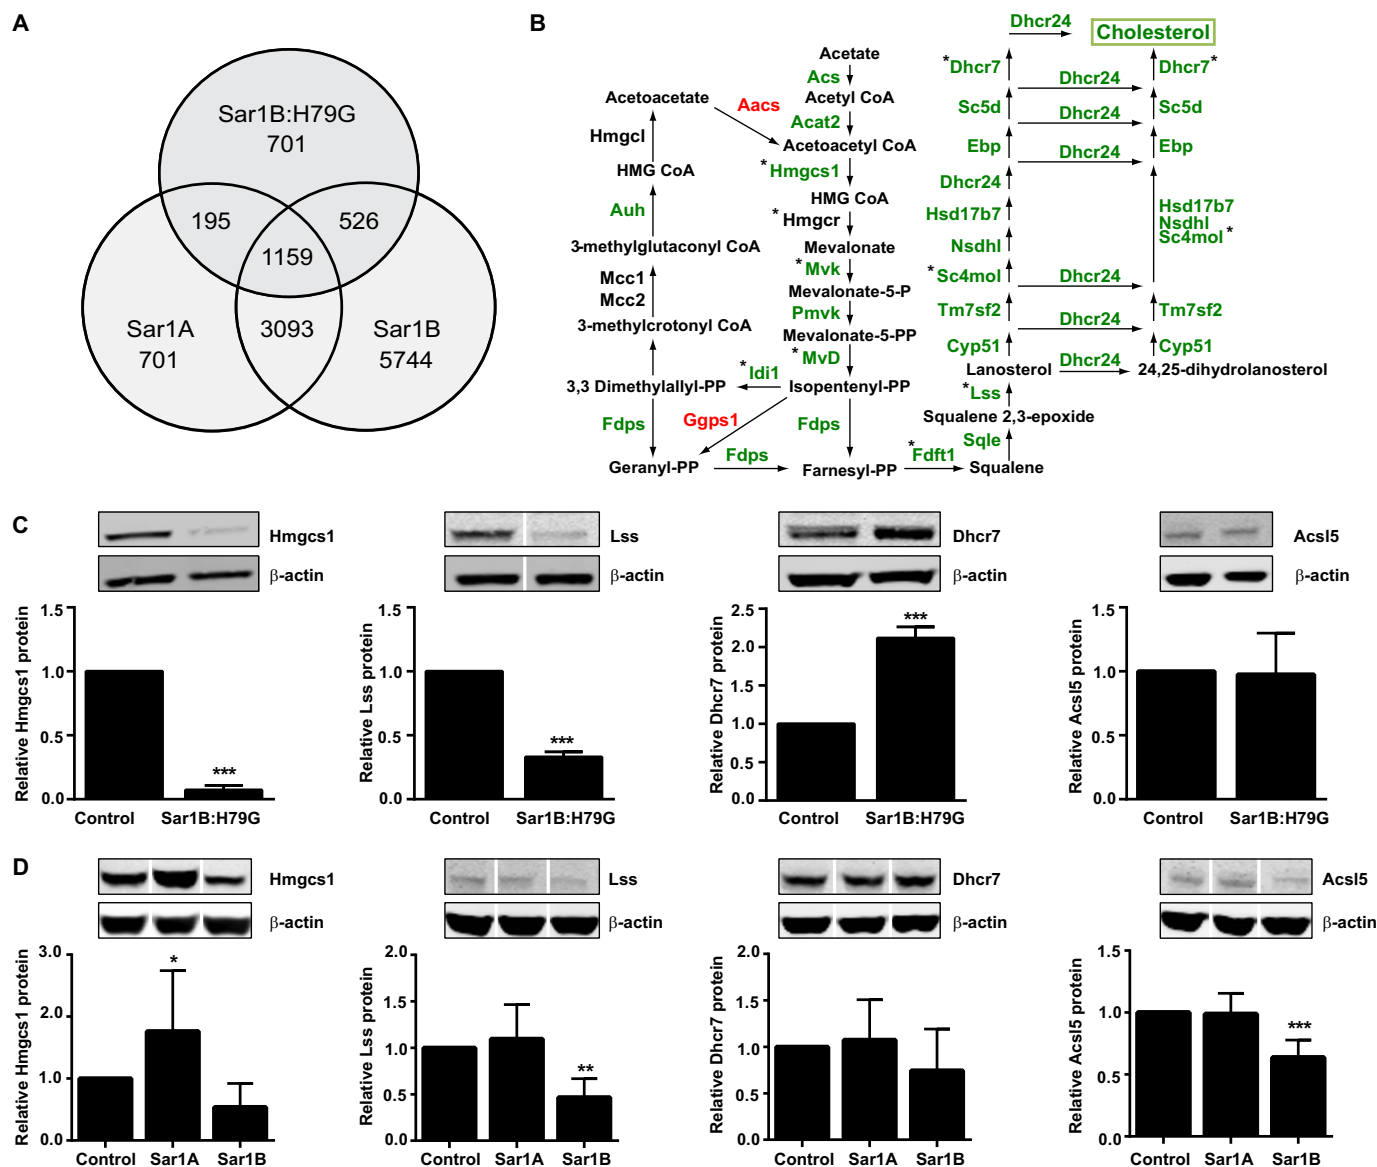 A
Sar1B:H79G
701
195
526
1159
Sar1A
701
3093
Sar1B
5744
B
Acetate
Acs
Acetyl CoA
Acat2
Acetoacetyl CoA
*Hmgcs1
HMG CoA
*Hmgcr
Mevalonate
*Mvk
Mevalonate-5-P
Pmvk
Mevalonate-5-PP
*MvD
Isopentenyl-PP
Acetoacetate
Aacs
Hmgcl
HMG CoA
Auh
3-methylglutaconyl CoA
Mcc1
Mcc2
3-methylcrotonyl CoA
3,3 Dimethylallyl-PP
*Idi1
Fdps
Ggps1
Fdps
Geranyl-PP
Fdps
Farnesyl-PP
*Fdft1
Squalene
Sqle
Squalene 2,3-epoxide
*Lss
Lanosterol
Dhcr24
24,25-dihydrolanosterol
Cyp51
Cyp51
Dhcr24
Tm7sf2
Tm7sf2
Dhcr24
*Sc4mol
Nsdhl
Hsd17b7
Dhcr24
Hsd17b7
Nsdhl
Sc4mol*
Ebp
Dhcr24
Ebp
Sc5d
Dhcr24
Sc5d
Dhcr24
*Dhcr7
Dhcr7*
Dhcr24
Cholesterol
C
Hmgcs1
β-actin
Relative Hmgcs1 protein
1.5
1.0
0.5
0.0
***
Control
Sar1B:H79G
Lss
β-actin
Relative Lss protein
1.5
1.0
0.5
0.0
***
Control
Sar1B:H79G
Dhcr7
β-actin
Relative Dhcr7 protein
2.5
2.0
1.5
1.0
0.5
0.0
***
Control
Sar1B:H79G
Acsl5
β-actin
Relative Acsl5 protein
1.5
1.0
0.5
0.0
Control
Sar1B:H79G
D
Hmgcs1
β-actin
Relative Hmgcs1 protein
3.0
2.0
1.0
0.0
*
Control
Sar1A
Sar1B
Lss
β-actin
Relative Lss protein
2.0
1.5
1.0
0.5
0.0
**
Control
Sar1A
Sar1B
Dhcr7
β-actin
Relative Dhcr7 protein
2.0
1.5
1.0
0.5
0.0
Control
Sar1A
Sar1B
Acsl5
β-actin
Relative Acsl5 protein
1.5
1.0
0.5
0.0
***
Control
Sar1A
Sar1B